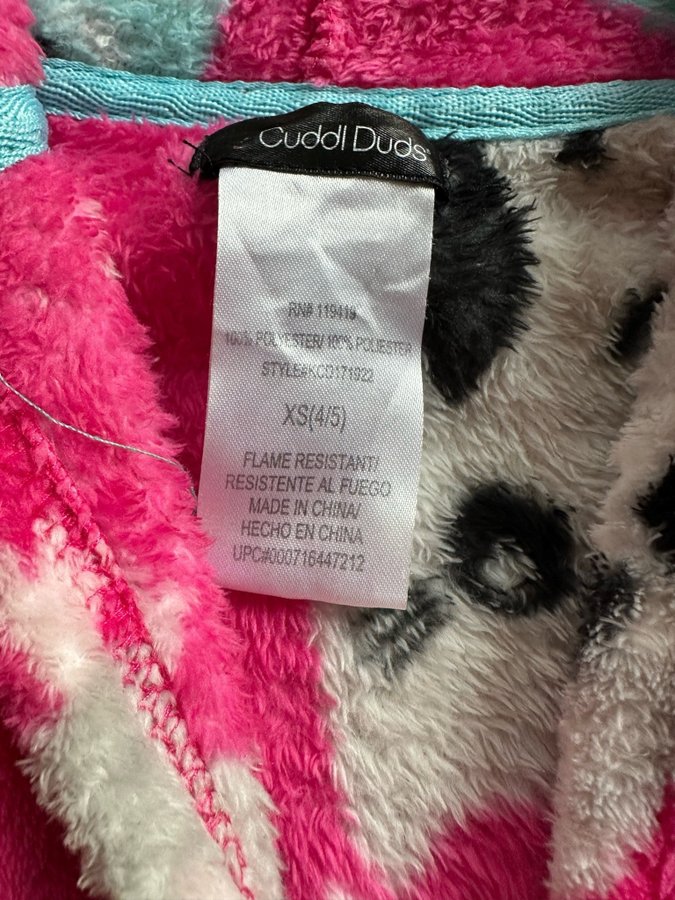 Cuddl Duds
RN# 119419
100% POLYESTER/ 100% POLIESTER
STYLE#KCD171922
XS(4/5)
FLAME RESISTANT/
RESISTENTE AL FUEGO
MADE IN CHINA/
HECHO EN CHINA
UPC#000716447212